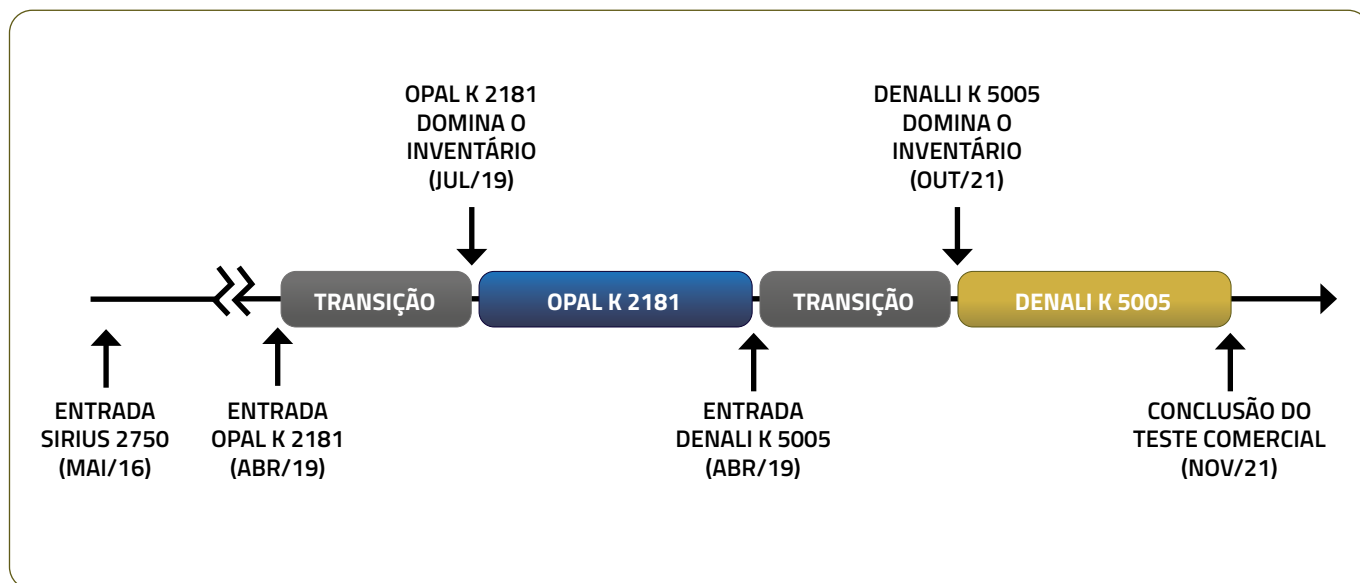 OPAL K 2181
DOMINA O
INVENTÁRIO
(JUL/19)
DENALLI K 5005
DOMINA O
INVENTÁRIO
(OUT/21)
TRANSIÇÃO
OPAL K 2181
TRANSIÇÃO
DENALI K 5005
ENTRADA
SIRIUS 2750
(MAI/16)
ENTRADA
OPAL K 2181
(ABR/19)
ENTRADA
DENALI K 5005
(ABR/19)
CONCLUSÃO DO
TESTE COMERCIAL
(NOV/21)